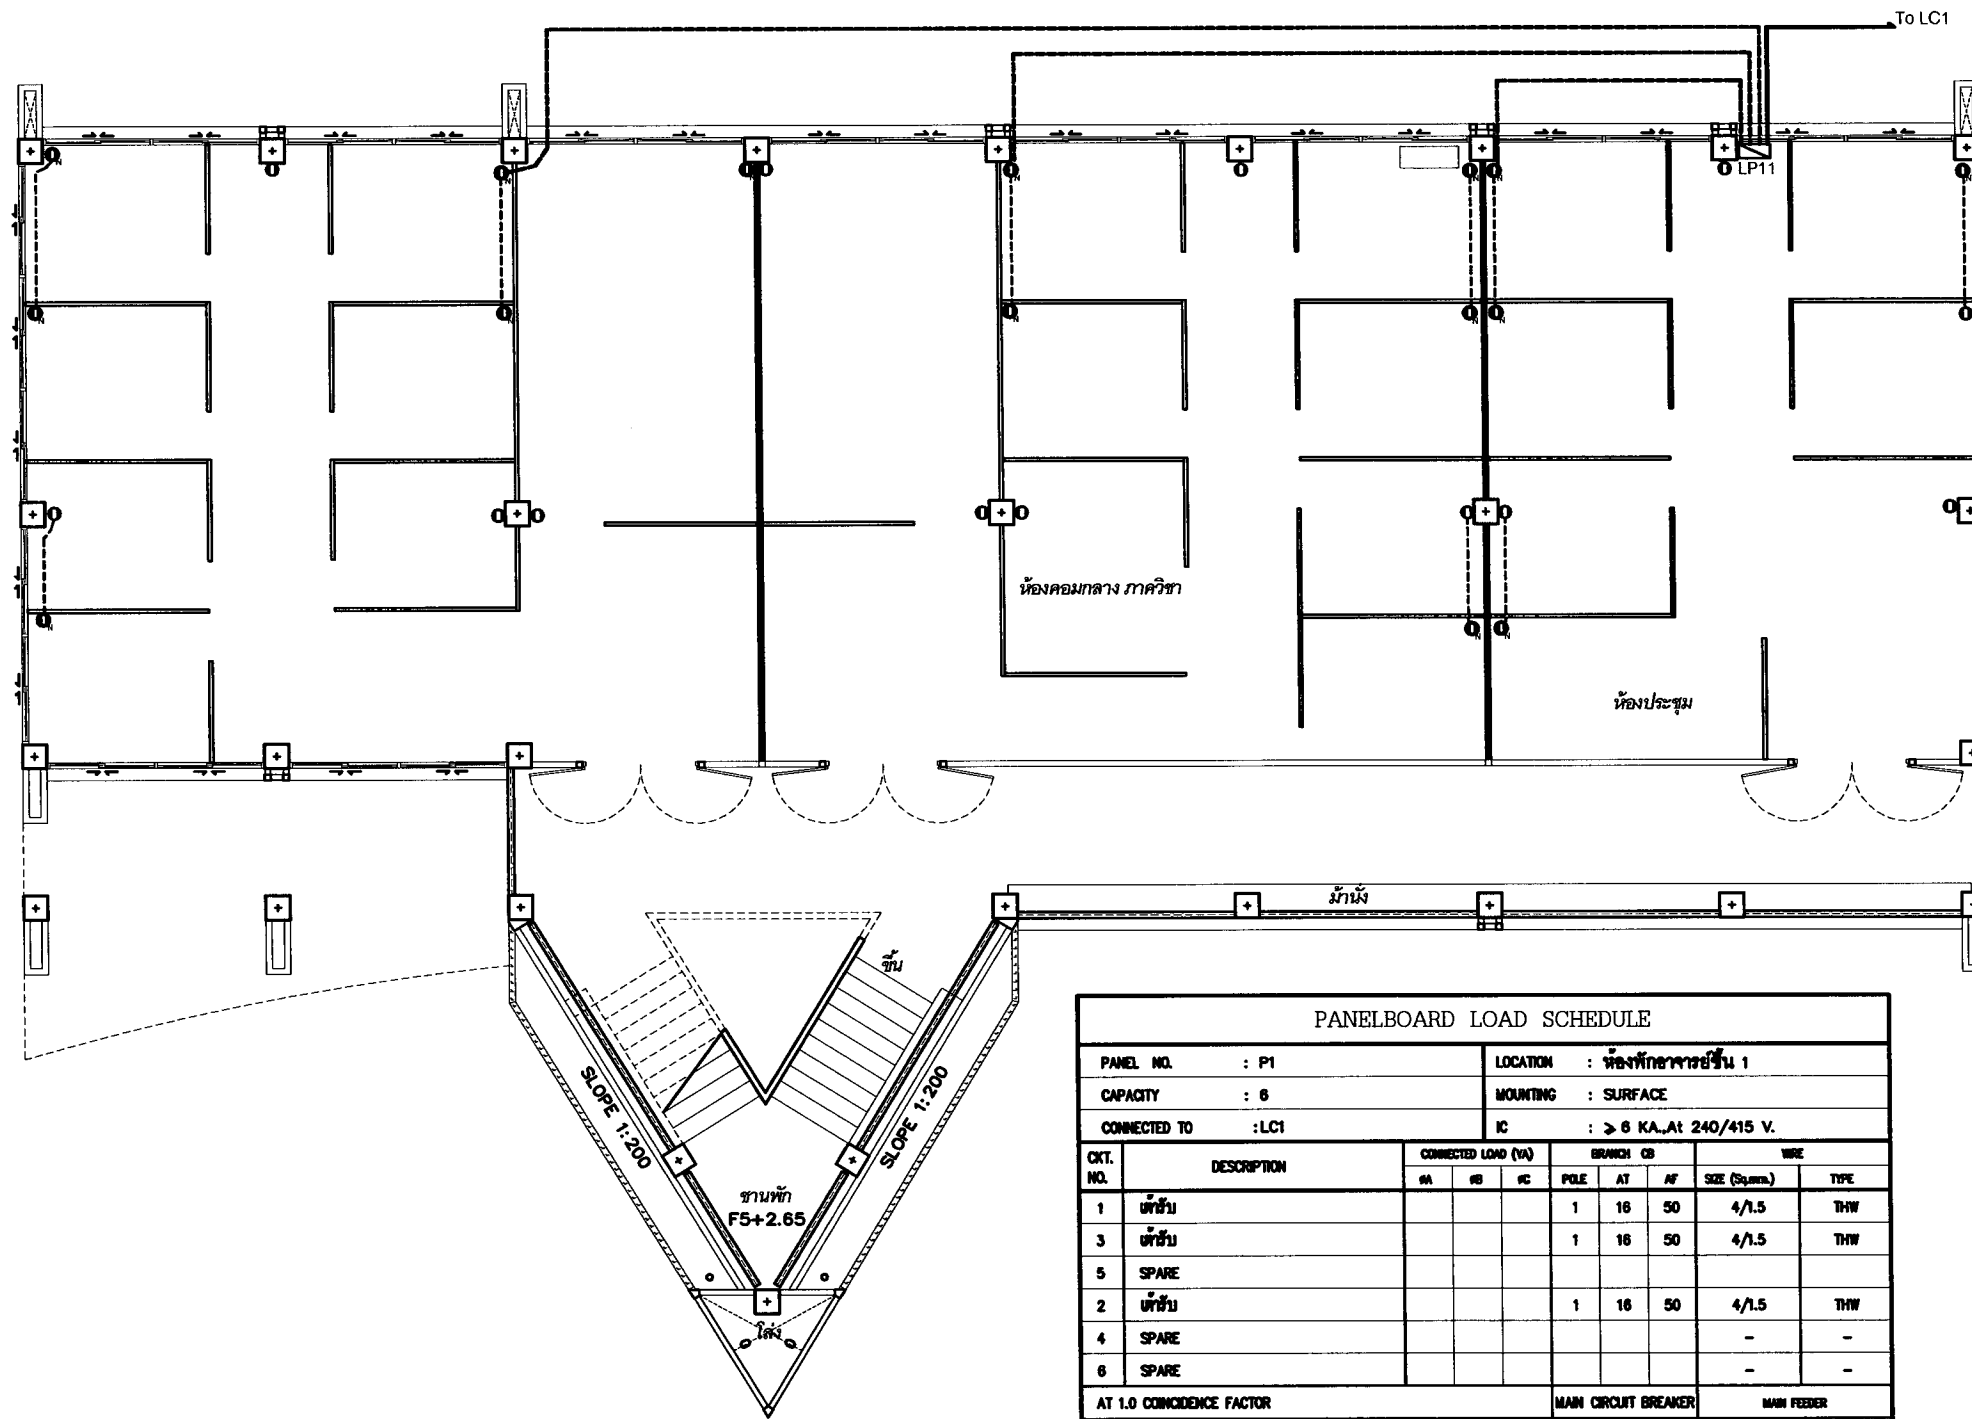 To LC1
LP11
ห้องคอมกลาง ภาควิชา
ห้องประชุม
ม้านั่ง
ขึ้น
SLOPE 1:200
SLOPE 1:200
ชานพัก
F5+2.65
โล่ง
PANELBOARD LOAD SCHEDULE
PANEL NO. : P1 LOCATION : ห้องพักอาจารย์ชั้น 1
CAPACITY : 6 MOUNTING : SURFACE
CONNECTED TO :LC1 IC : ⩾ 6 KA.,At 240/415 V.
CKT. NO. DESCRIPTION CONNECTED LOAD (VA) BRANCH CB WIRE
øA øB øC POLE AT AF SIZE (Sq.mm.) TYPE
1 เต้ารับ 1 16 50 4/1.5 THW
3 เต้ารับ 1 16 50 4/1.5 THW
5 SPARE
2 เต้ารับ 1 16 50 4/1.5 THW
4 SPARE - -
6 SPARE - -
AT 1.0 COINCIDENCE FACTOR MAIN CIRCUIT BREAKER MAIN FEEDER